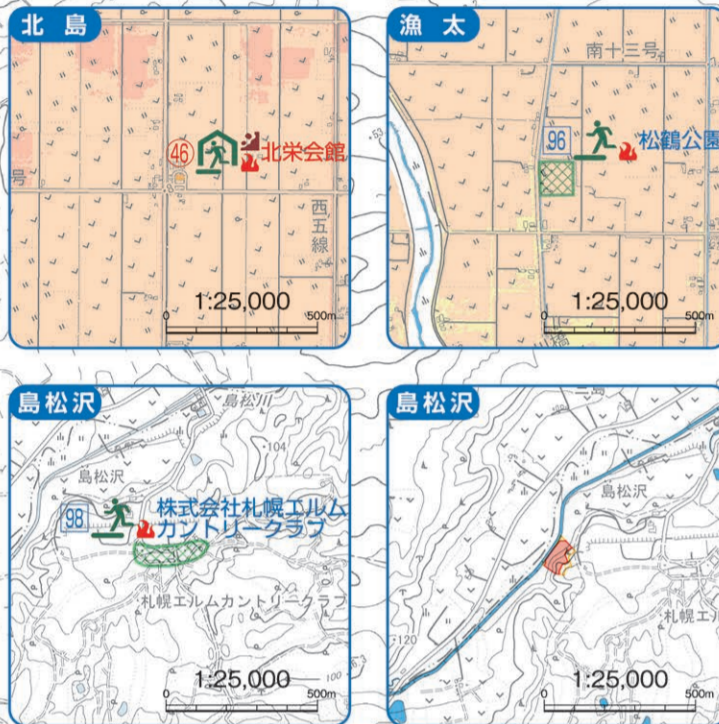 北島
46
北栄会館
号
西五線
1:25,000
0 500m
漁太
南十三号
53
96
松鶴公園
1:25,000
0 500m
島松沢
島松川
104
島松沢
98
株式会社札幌エルム
カントリークラブ
札幌エルムカントリークラブ
1:25,000
0 500m
島松沢
島松沢
札幌エル
120
1:25,000
0 500m